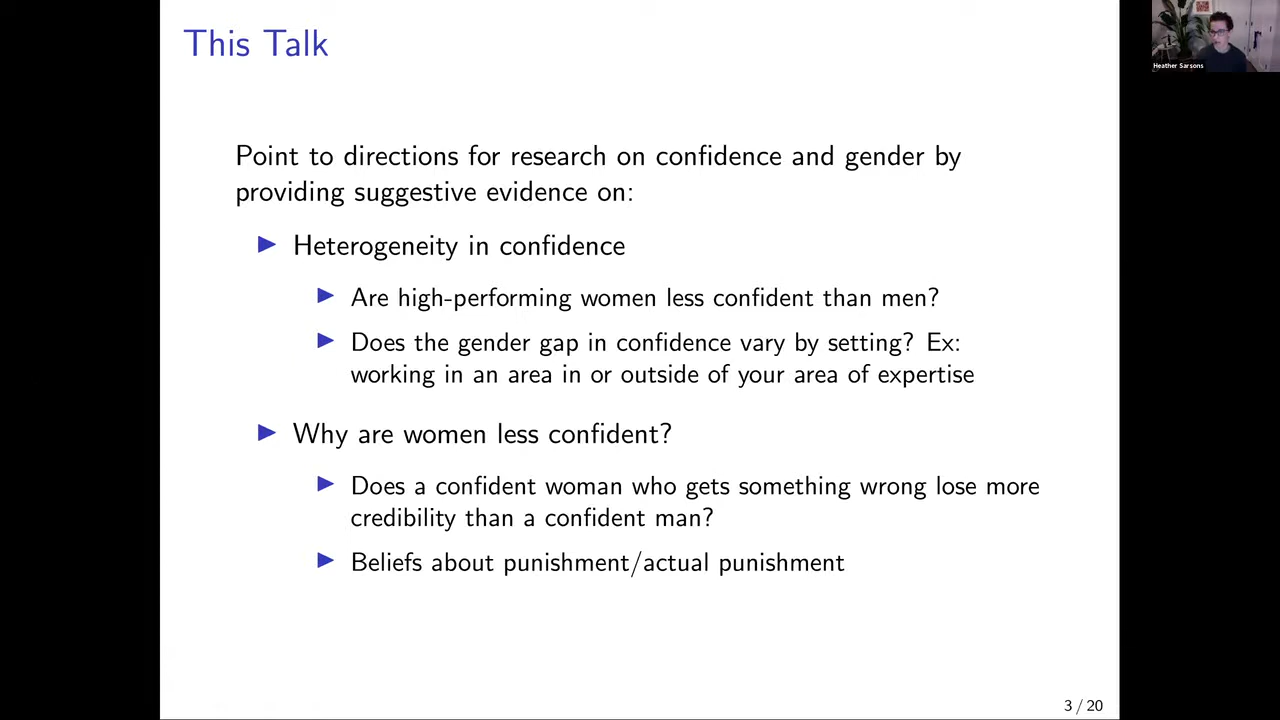 This Talk
Heather Sarsons
Point to directions for research on confidence and gender by
providing suggestive evidence on:
Heterogeneity in confidence
Are high-performing women less confident than men?
Does the gender gap in confidence vary by setting? Ex:
working in an area in or outside of your area of expertise
Why are women less confident?
Does a confident woman who gets something wrong lose more
credibility than a confident man?
Beliefs about punishment/actual punishment
3 / 20